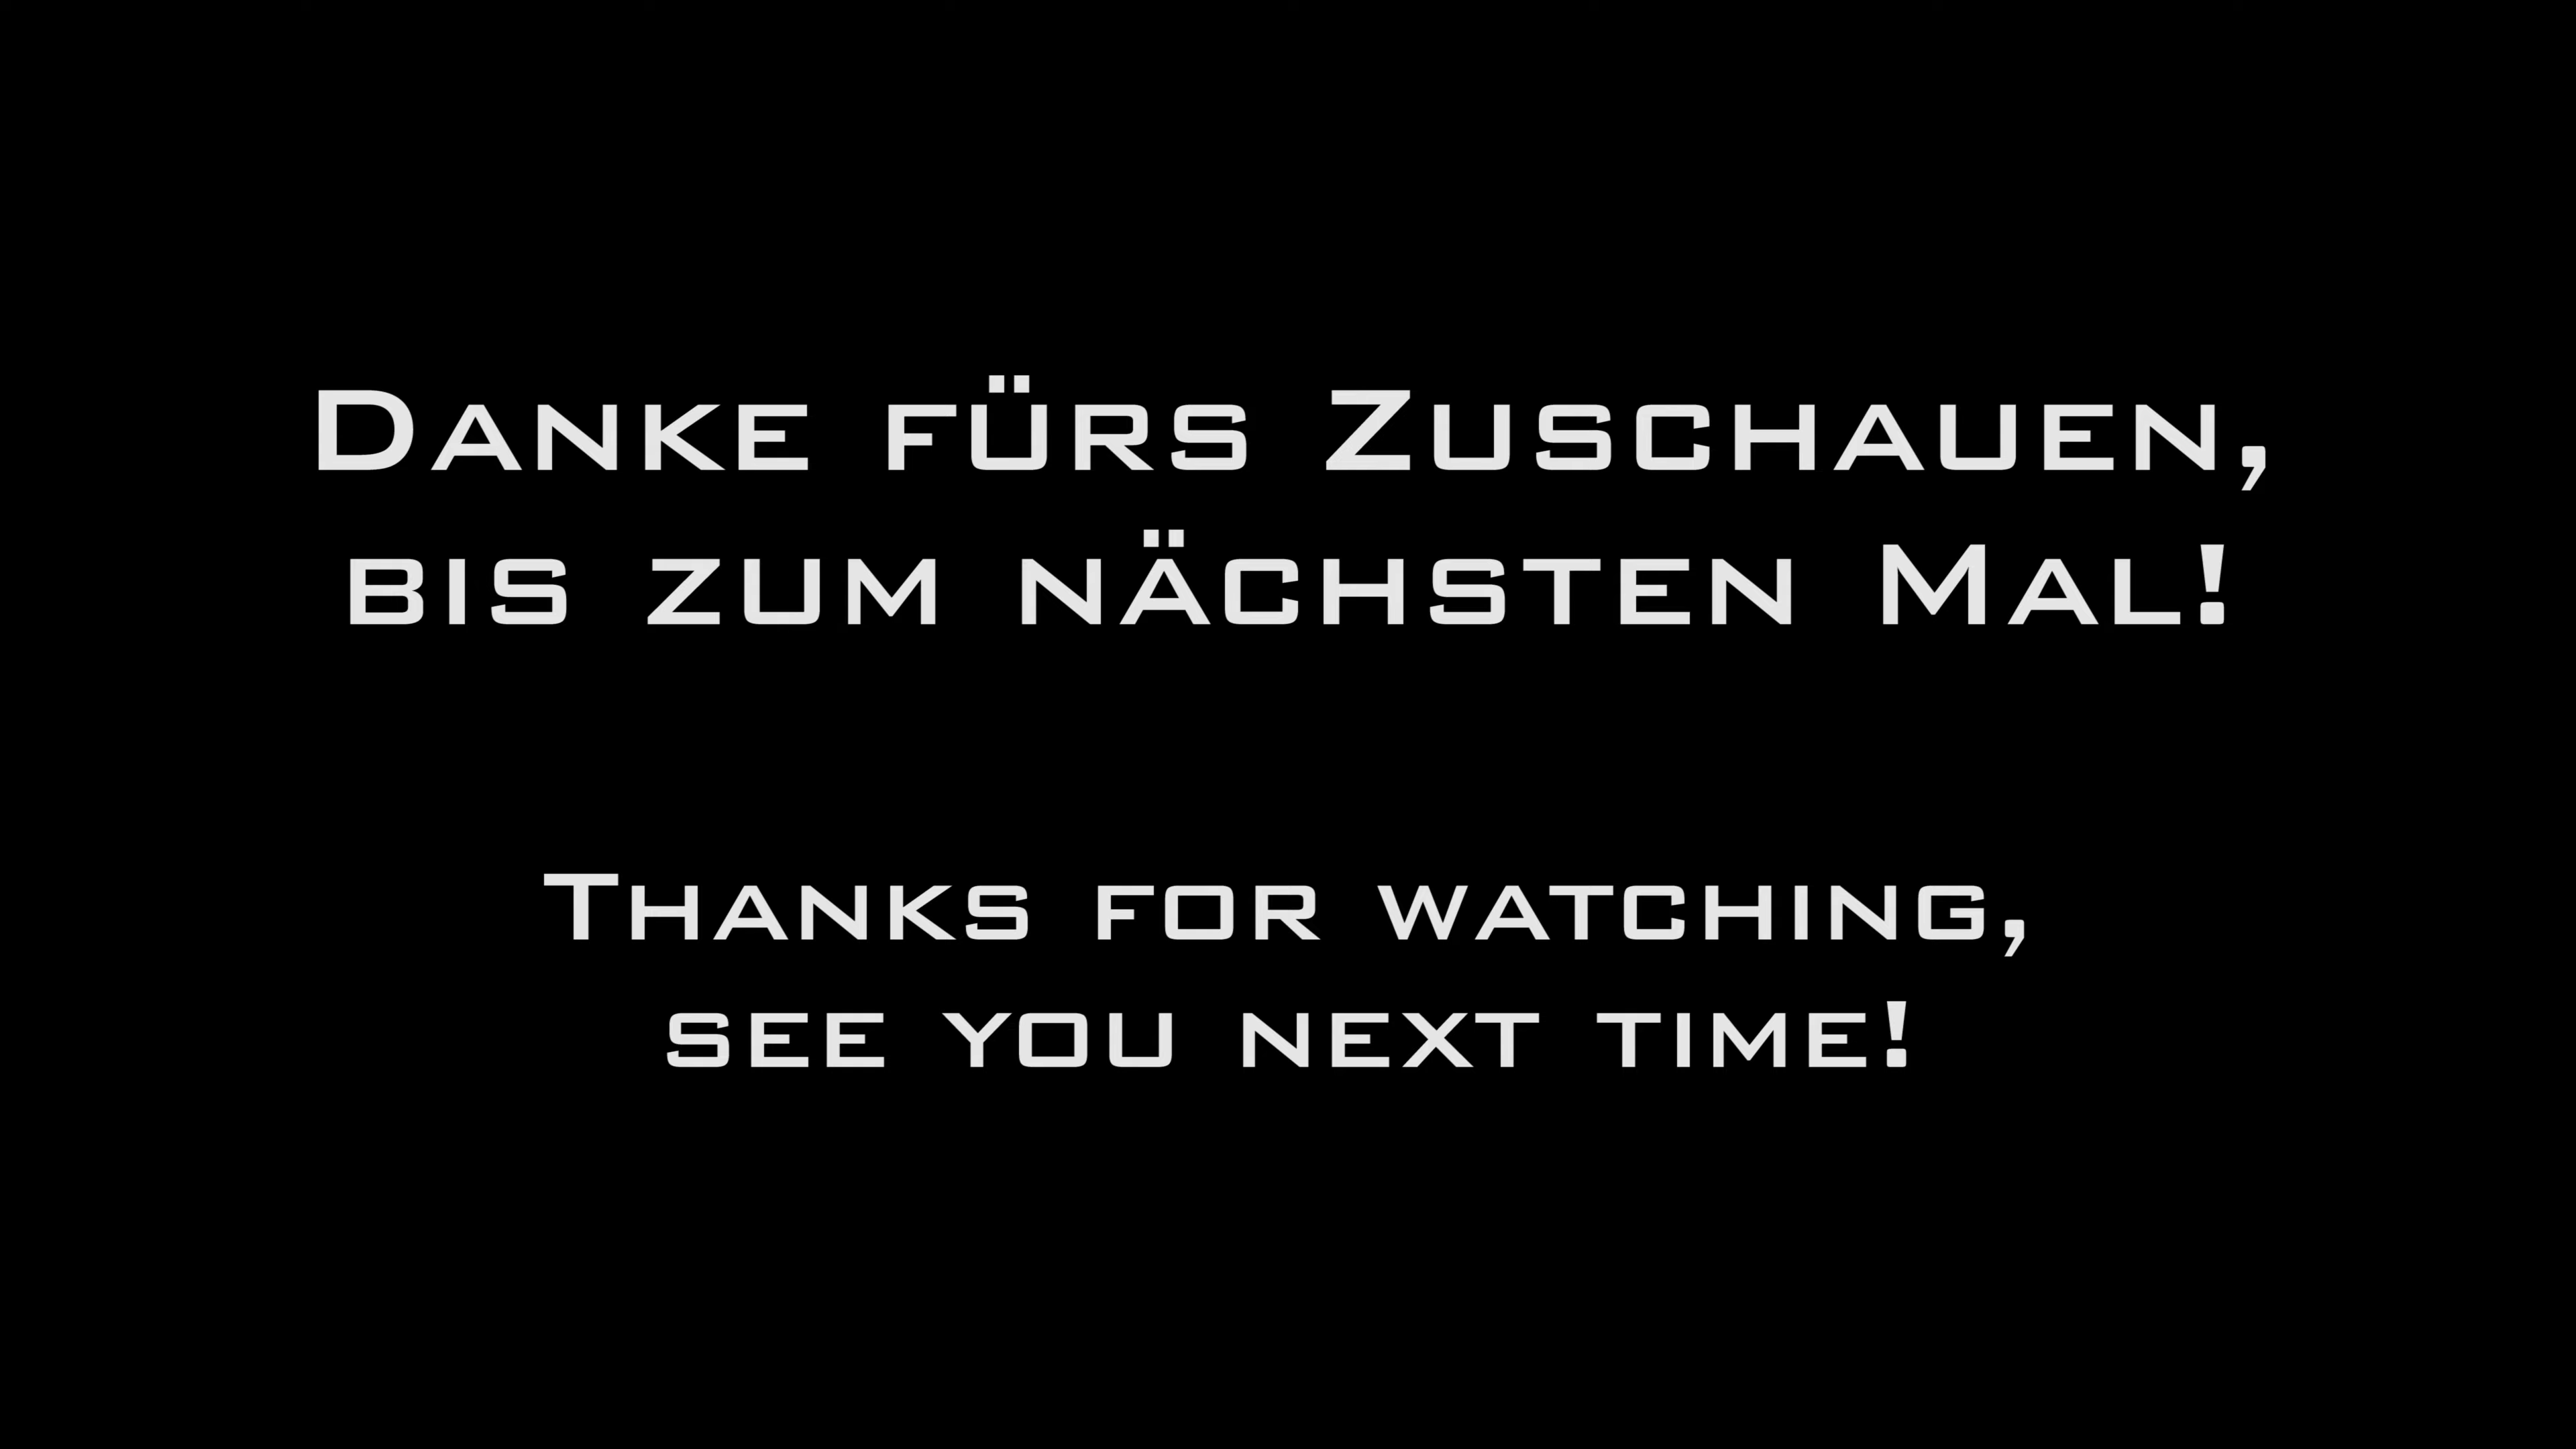 Danke fürs Zuschauen,
bis zum nächsten Mal!
Thanks for watching,
see you next time!